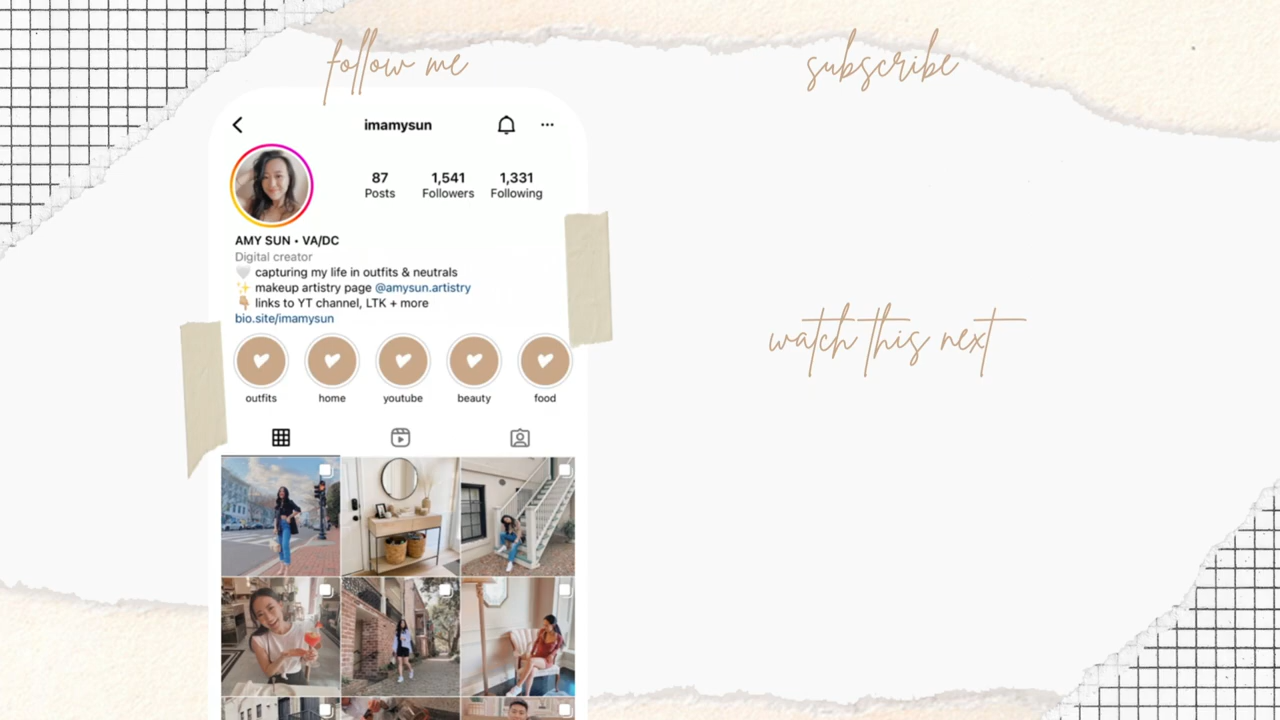 follow me
subscribe
imamysun
87
1,541
1,331
Posts
Followers
Following
AMY SUN • VA/DC
Digital creator
🤍 capturing my life in outfits & neutrals
✨ makeup artistry page @amysun.artistry
👇🏼 links to YT channel, LTK + more
bio.site/imamysun
outfits
home
youtube
beauty
food
watch this next